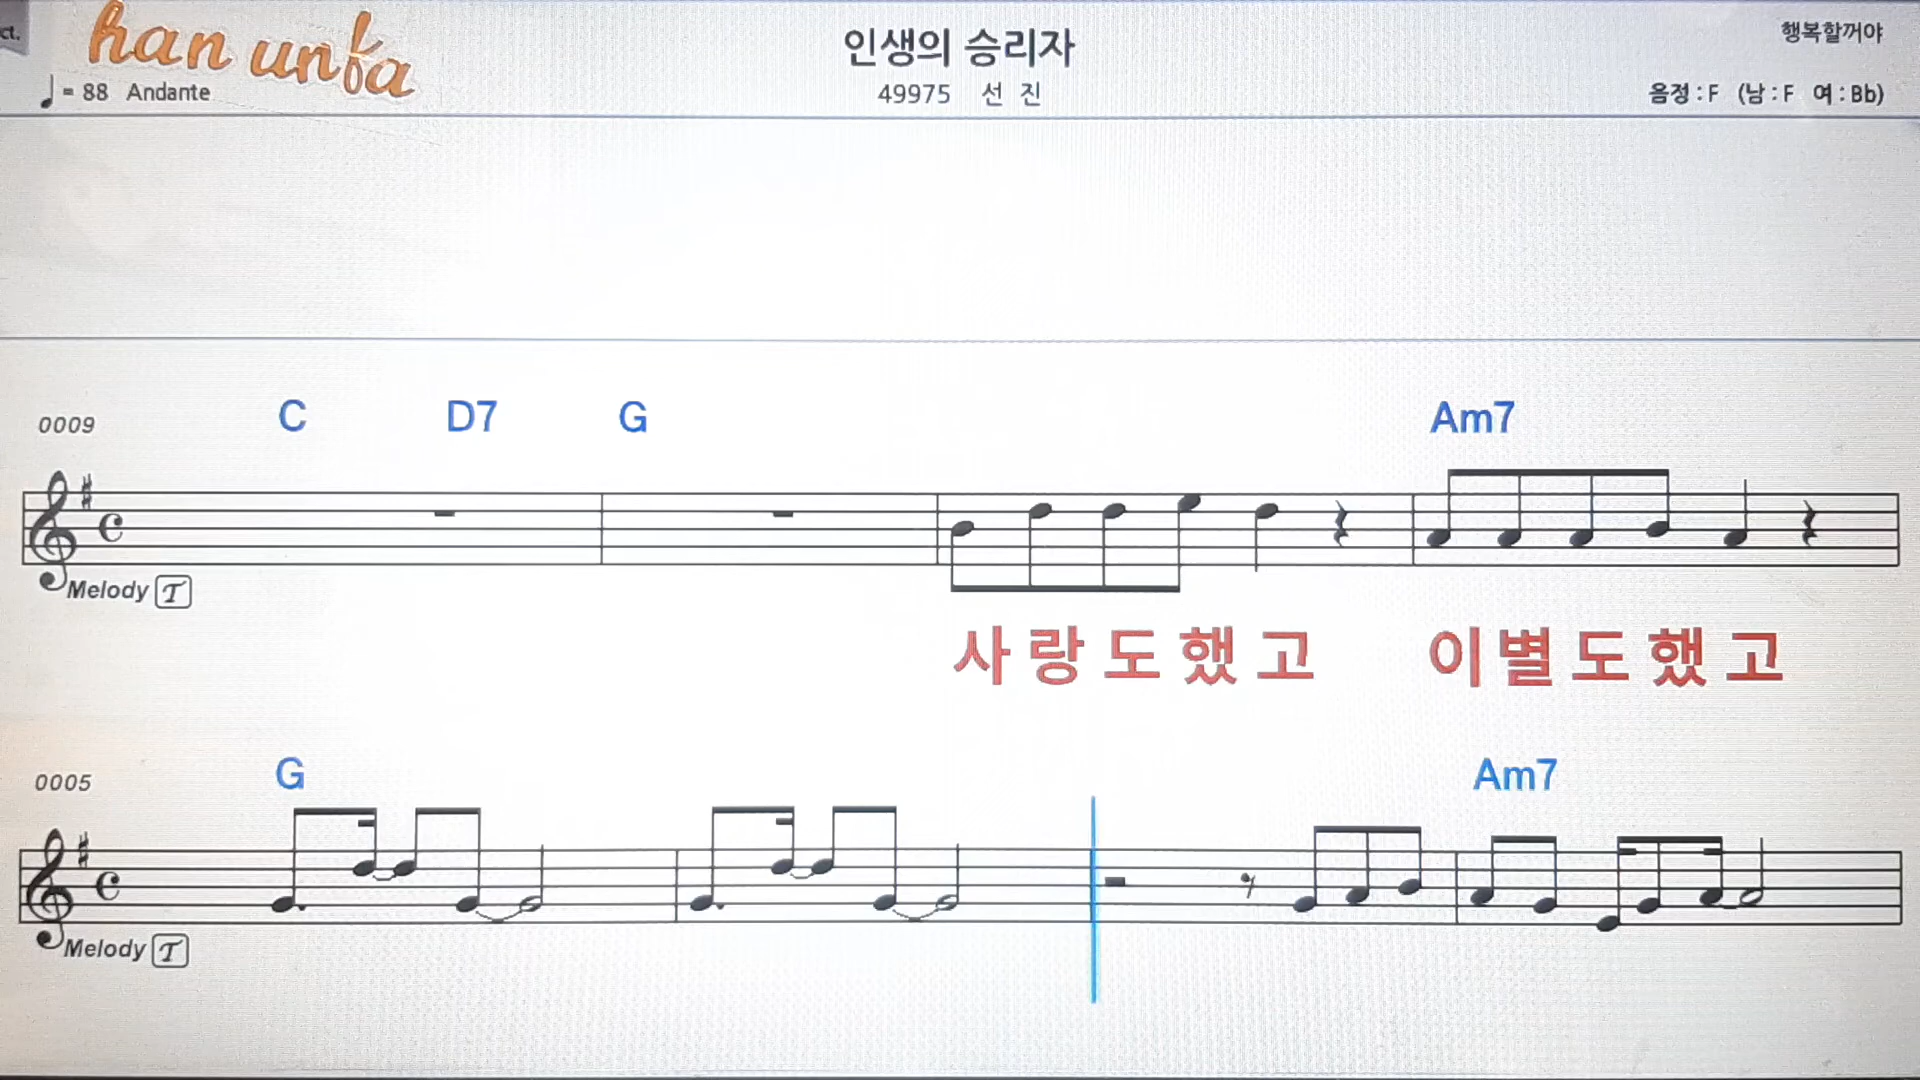 ct.
han unfa
인생의 승리자
행복할꺼야
♩ = 88 Andante
49975 선 진
음정 : F (남 : F 여 : Bb)
0009 C D7 G Am7
Melody T
사 랑 도 했 고 이 별 도 했 고
0005 G Am7
Melody T